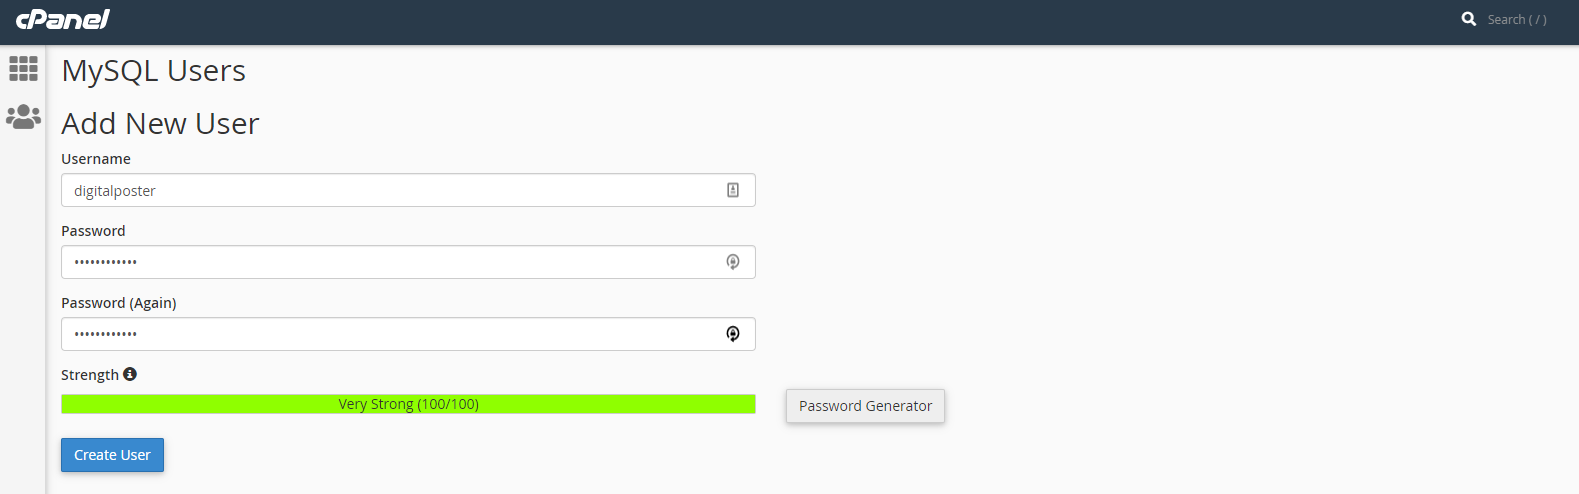 cPanel
Search ( / )
MySQL Users
Add New User
Username
digitalposter
Password
••••••••••••
Password (Again)
••••••••••••
Strength
Very Strong (100/100)
Password Generator
Create User